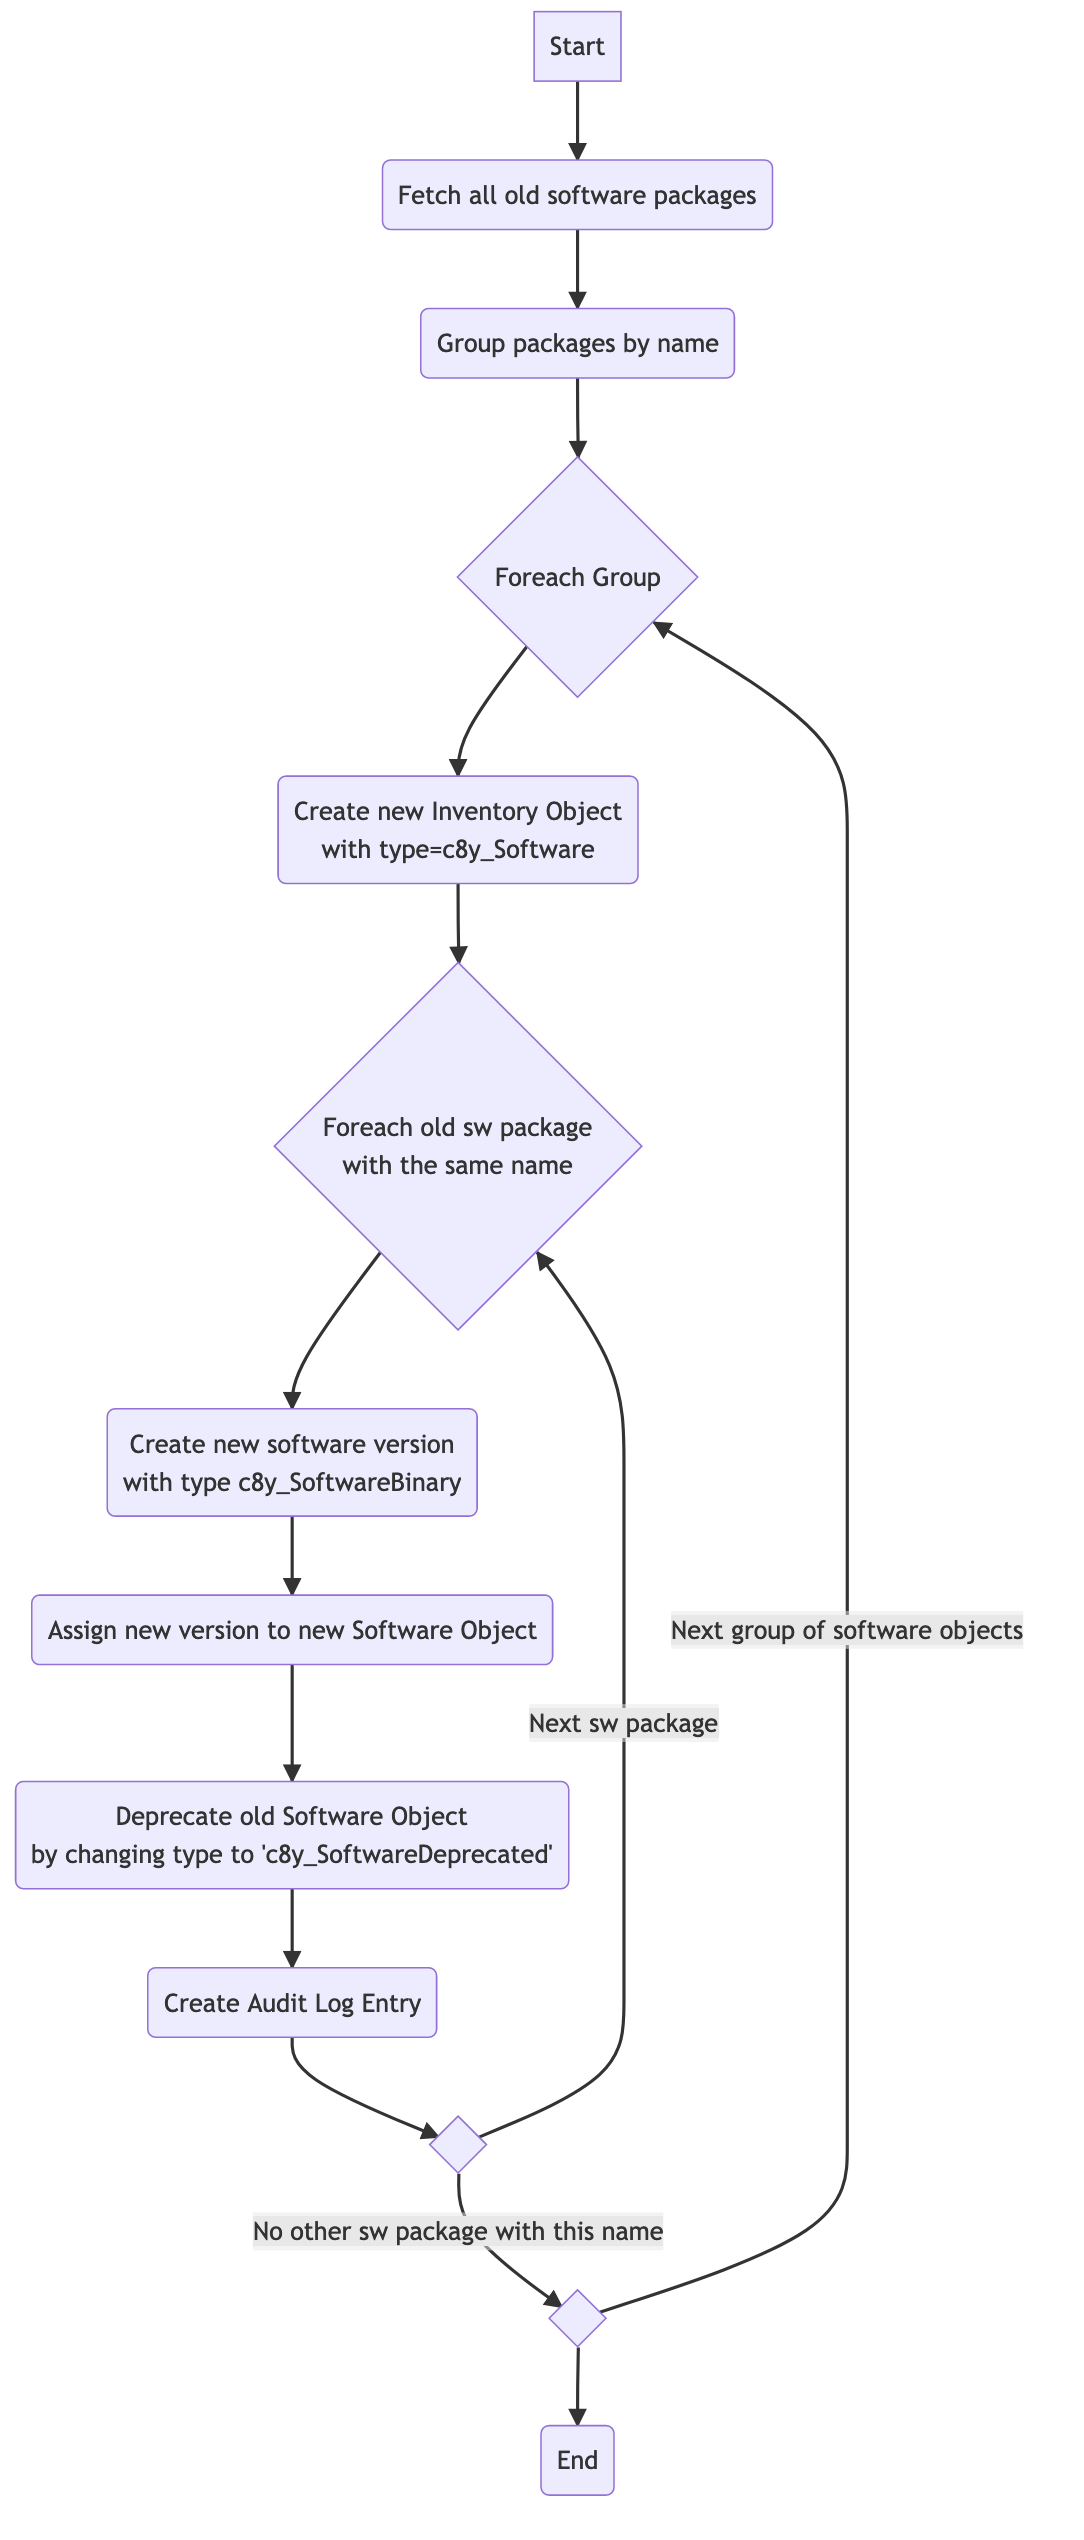 Start
Fetch all old software packages
Group packages by name
Foreach Group
Create new Inventory Object
with type=c8y_Software
Foreach old sw package
with the same name
Create new software version
with type c8y_SoftwareBinary
Assign new version to new Software Object
Next group of software objects
Next sw package
Deprecate old Software Object
by changing type to 'c8y_SoftwareDeprecated'
Create Audit Log Entry
No other sw package with this name
End